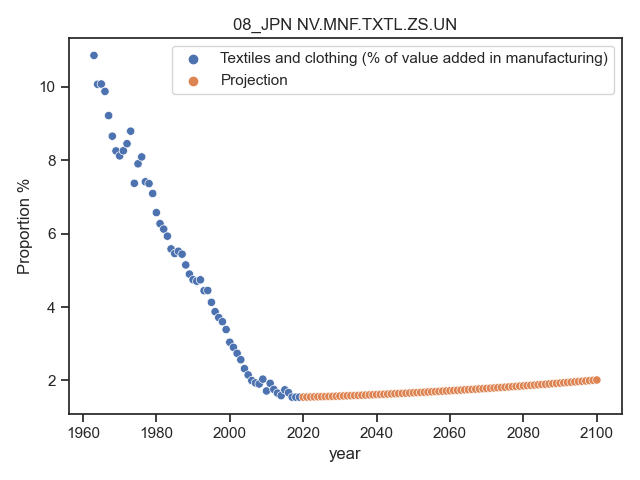 08_JPN NV.MNF.TXTL.ZS.UN
Textiles and clothing (% of value added in manufacturing)
Projection
Proportion %
10
8
6
4
2
1960 1980 2000 2020 2040 2060 2080 2100
year